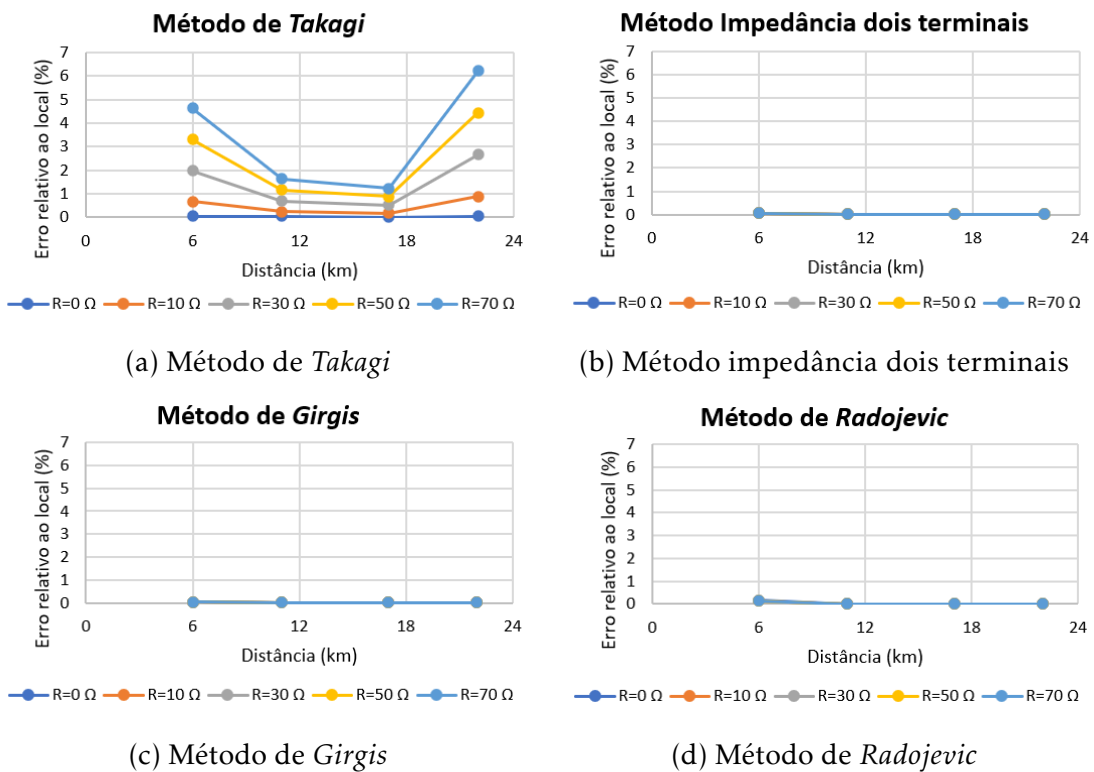 Método de Takagi
Erro relativo ao local (%)
7
6
5
4
3
2
1
0
0 6 12 18 24
Distância (km)
R=0 Ω R=10 Ω R=30 Ω R=50 Ω R=70 Ω
(a) Método de Takagi
Método Impedância dois terminais
Erro relativo ao local (%)
7
6
5
4
3
2
1
0
0 6 12 18 24
Distância (km)
R=0 Ω R=10 Ω R=30 Ω R=50 Ω R=70 Ω
(b) Método impedância dois terminais
Método de Girgis
Erro relativo ao local (%)
7
6
5
4
3
2
1
0
0 6 12 18 24
Distância (km)
R=0 Ω R=10 Ω R=30 Ω R=50 Ω R=70 Ω
(c) Método de Girgis
Método de Radojevic
Erro relativo ao local (%)
7
6
5
4
3
2
1
0
0 6 12 18 24
Distância (km)
R=0 Ω R=10 Ω R=30 Ω R=50 Ω R=70 Ω
(d) Método de Radojevic